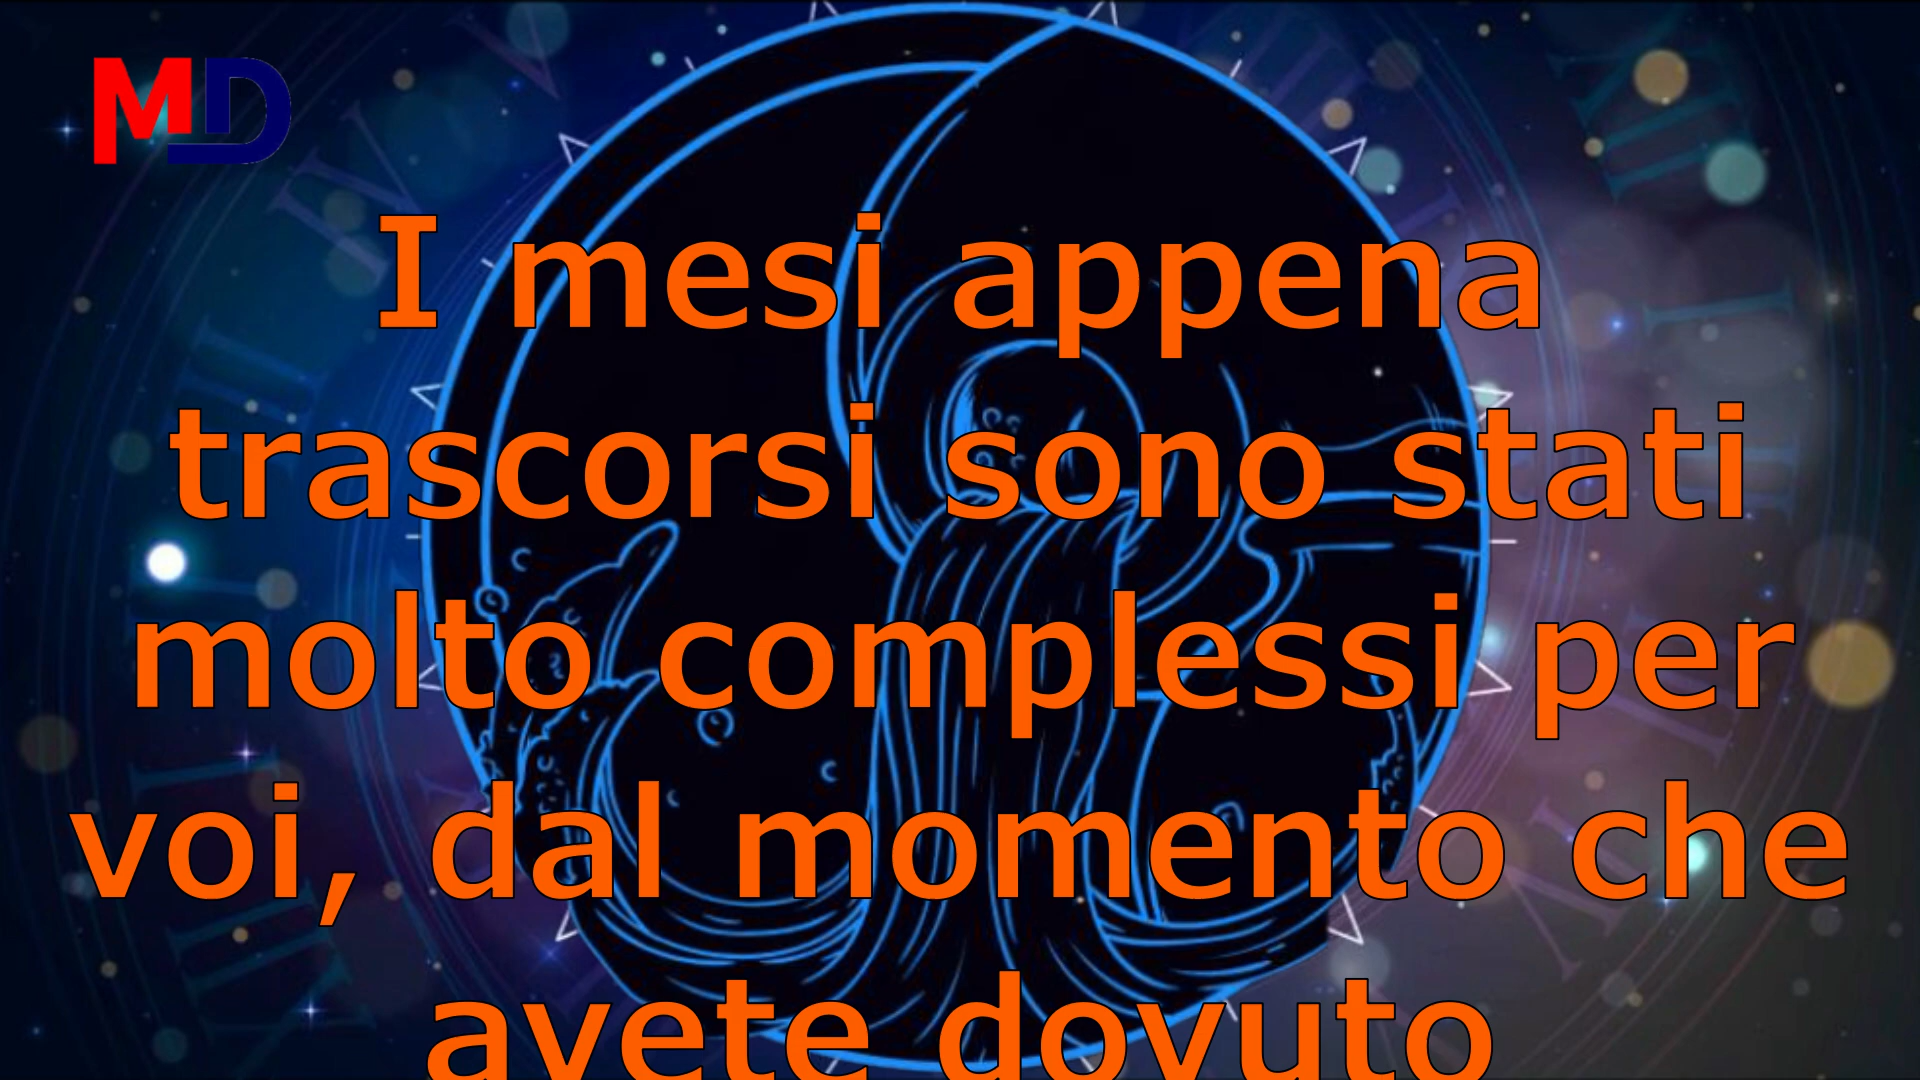 MD
I mesi appena
trascorsi sono stati
molto complessi per
voi, dal momento che
avete dovuto